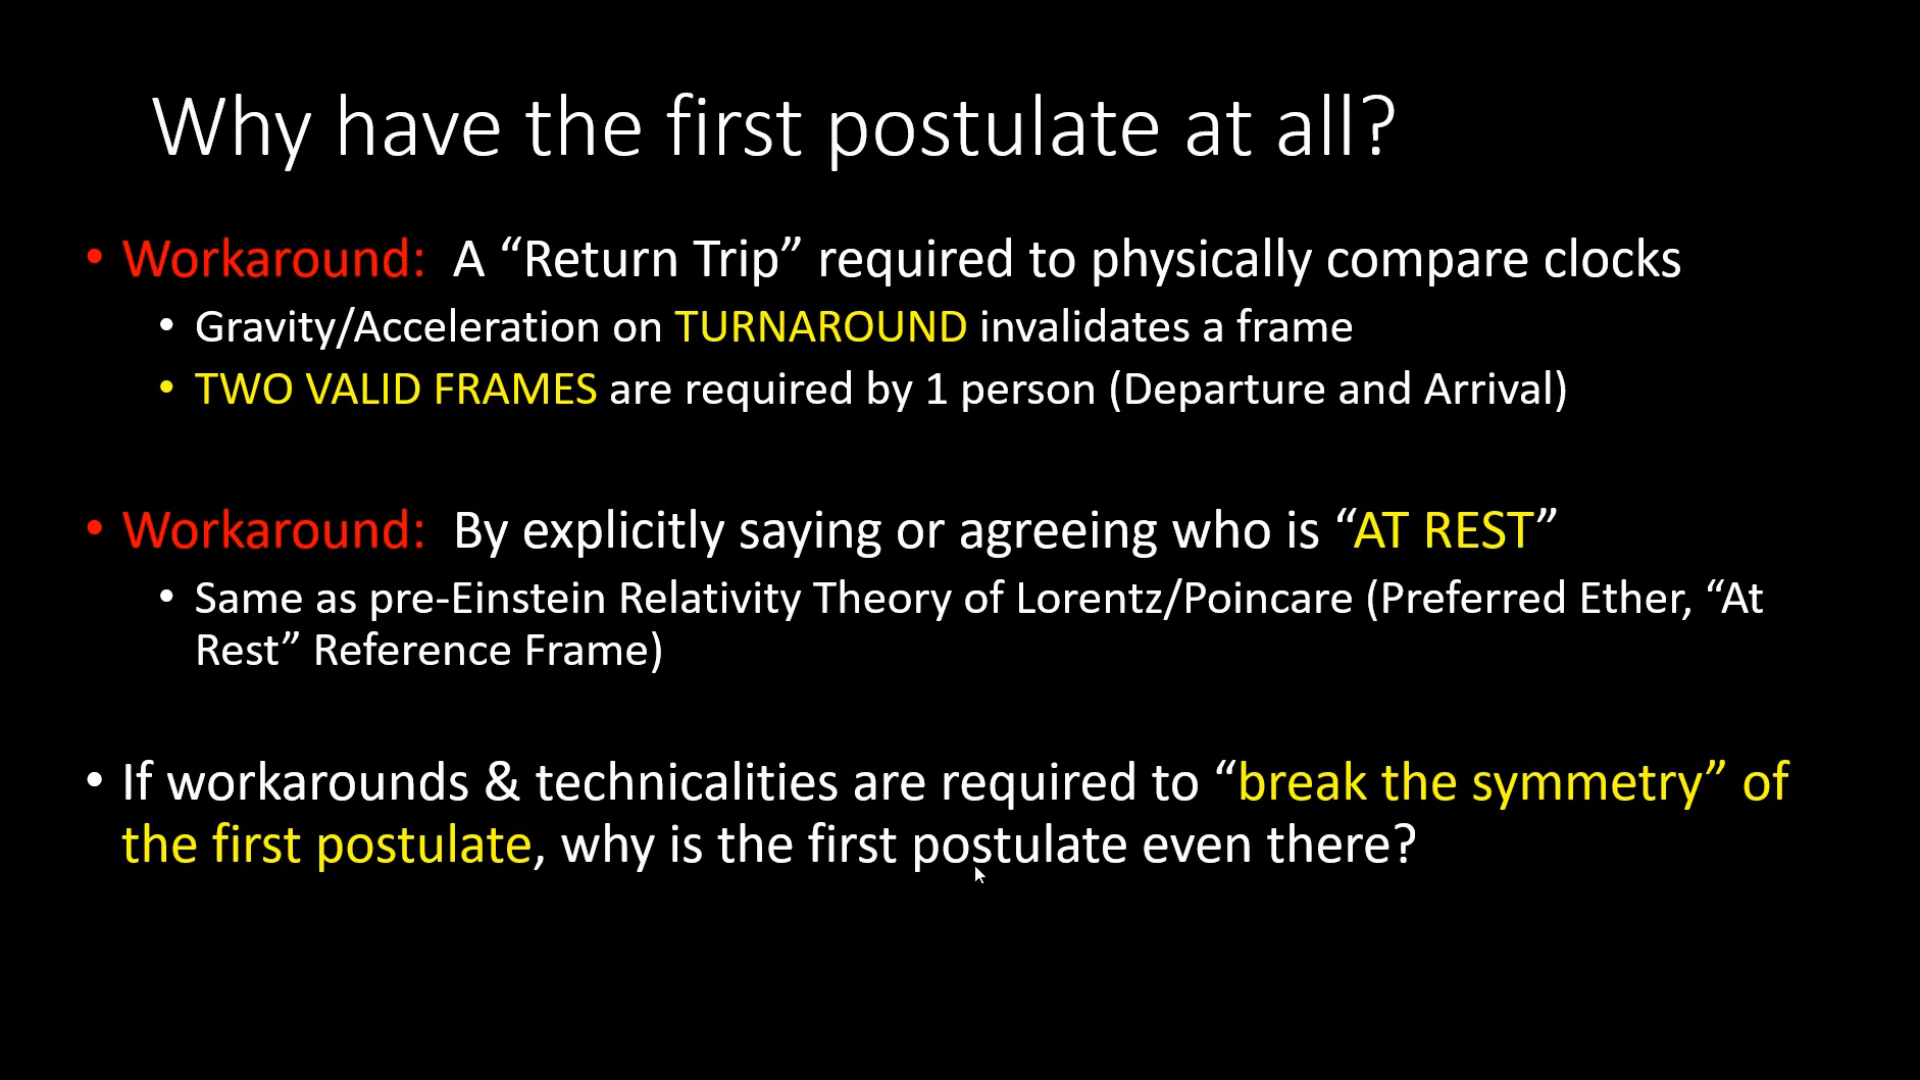 Why have the first postulate at all?
• Workaround: A “Return Trip” required to physically compare clocks
• Gravity/Acceleration on TURNAROUND invalidates a frame
• TWO VALID FRAMES are required by 1 person (Departure and Arrival)
• Workaround: By explicitly saying or agreeing who is “AT REST”
• Same as pre-Einstein Relativity Theory of Lorentz/Poincare (Preferred Ether, “At
Rest” Reference Frame)
• If workarounds & technicalities are required to “break the symmetry” of
the first postulate, why is the first postulate even there?